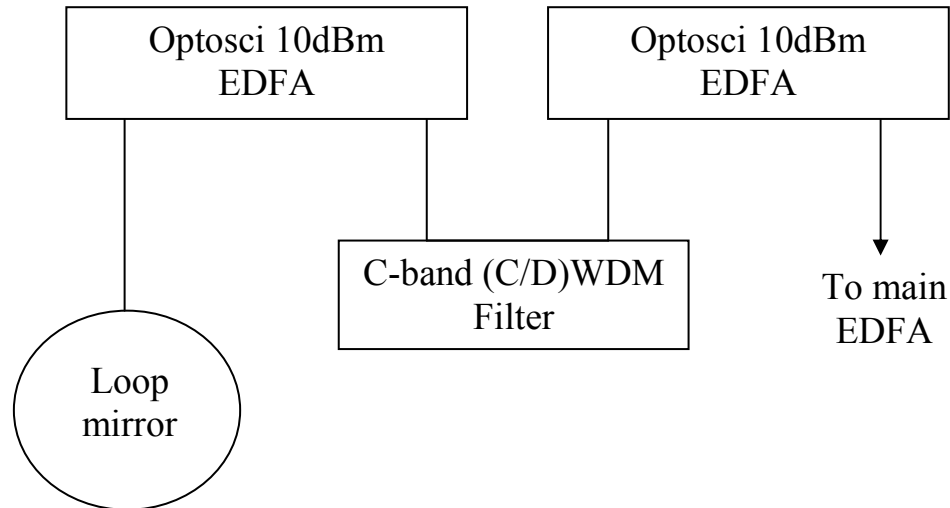 Optosci 10dBm
EDFA
Optosci 10dBm
EDFA
C-band (C/D)WDM
Filter
To main
EDFA
Loop
mirror